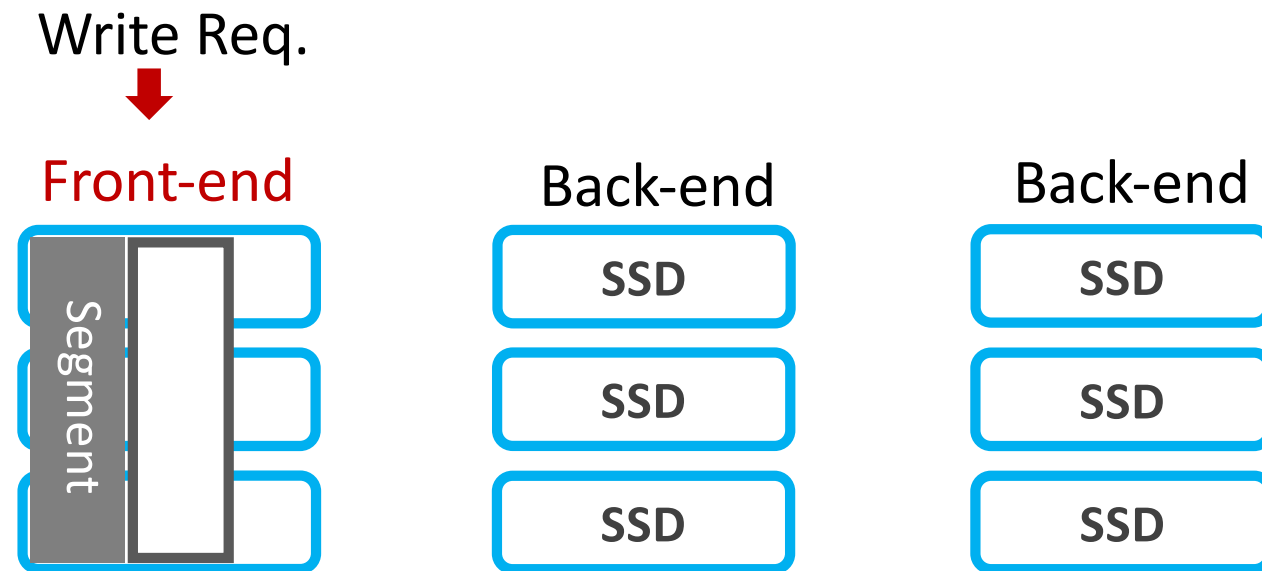 Write Req.
Front-end
Back-end
Back-end
Segment
SSD
SSD
SSD
SSD
SSD
SSD